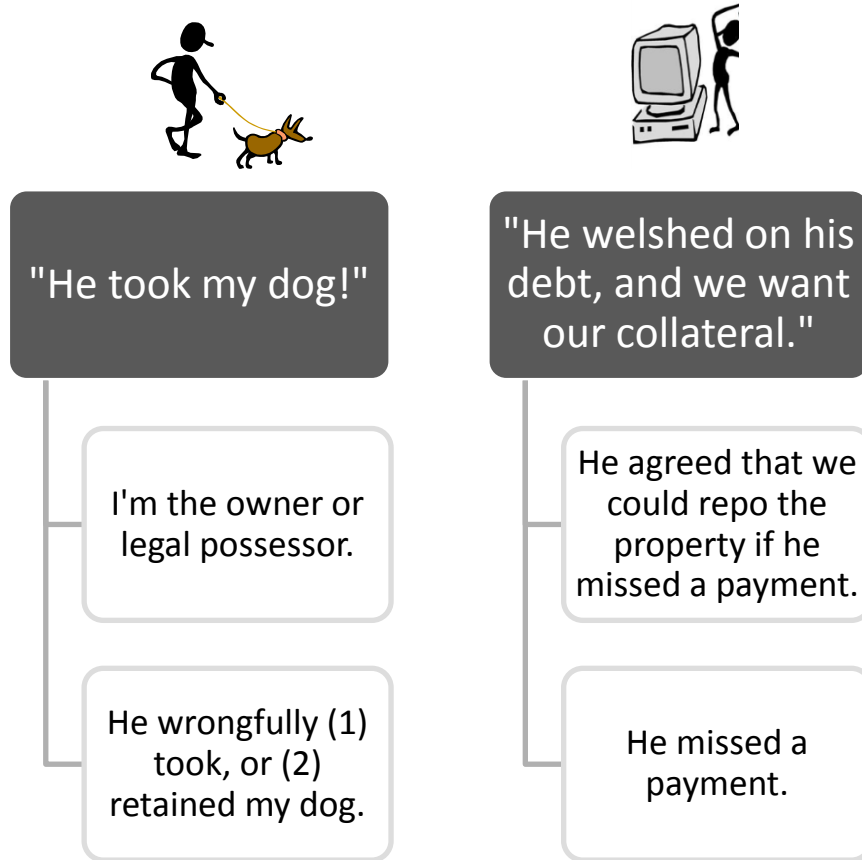 "He took my dog!"
I'm the owner or
legal possessor.
He wrongfully (1)
took, or (2)
retained my dog.
"He welshed on his
debt, and we want
our collateral."
He agreed that we
could repo the
property if he
missed a payment.
He missed a
payment.